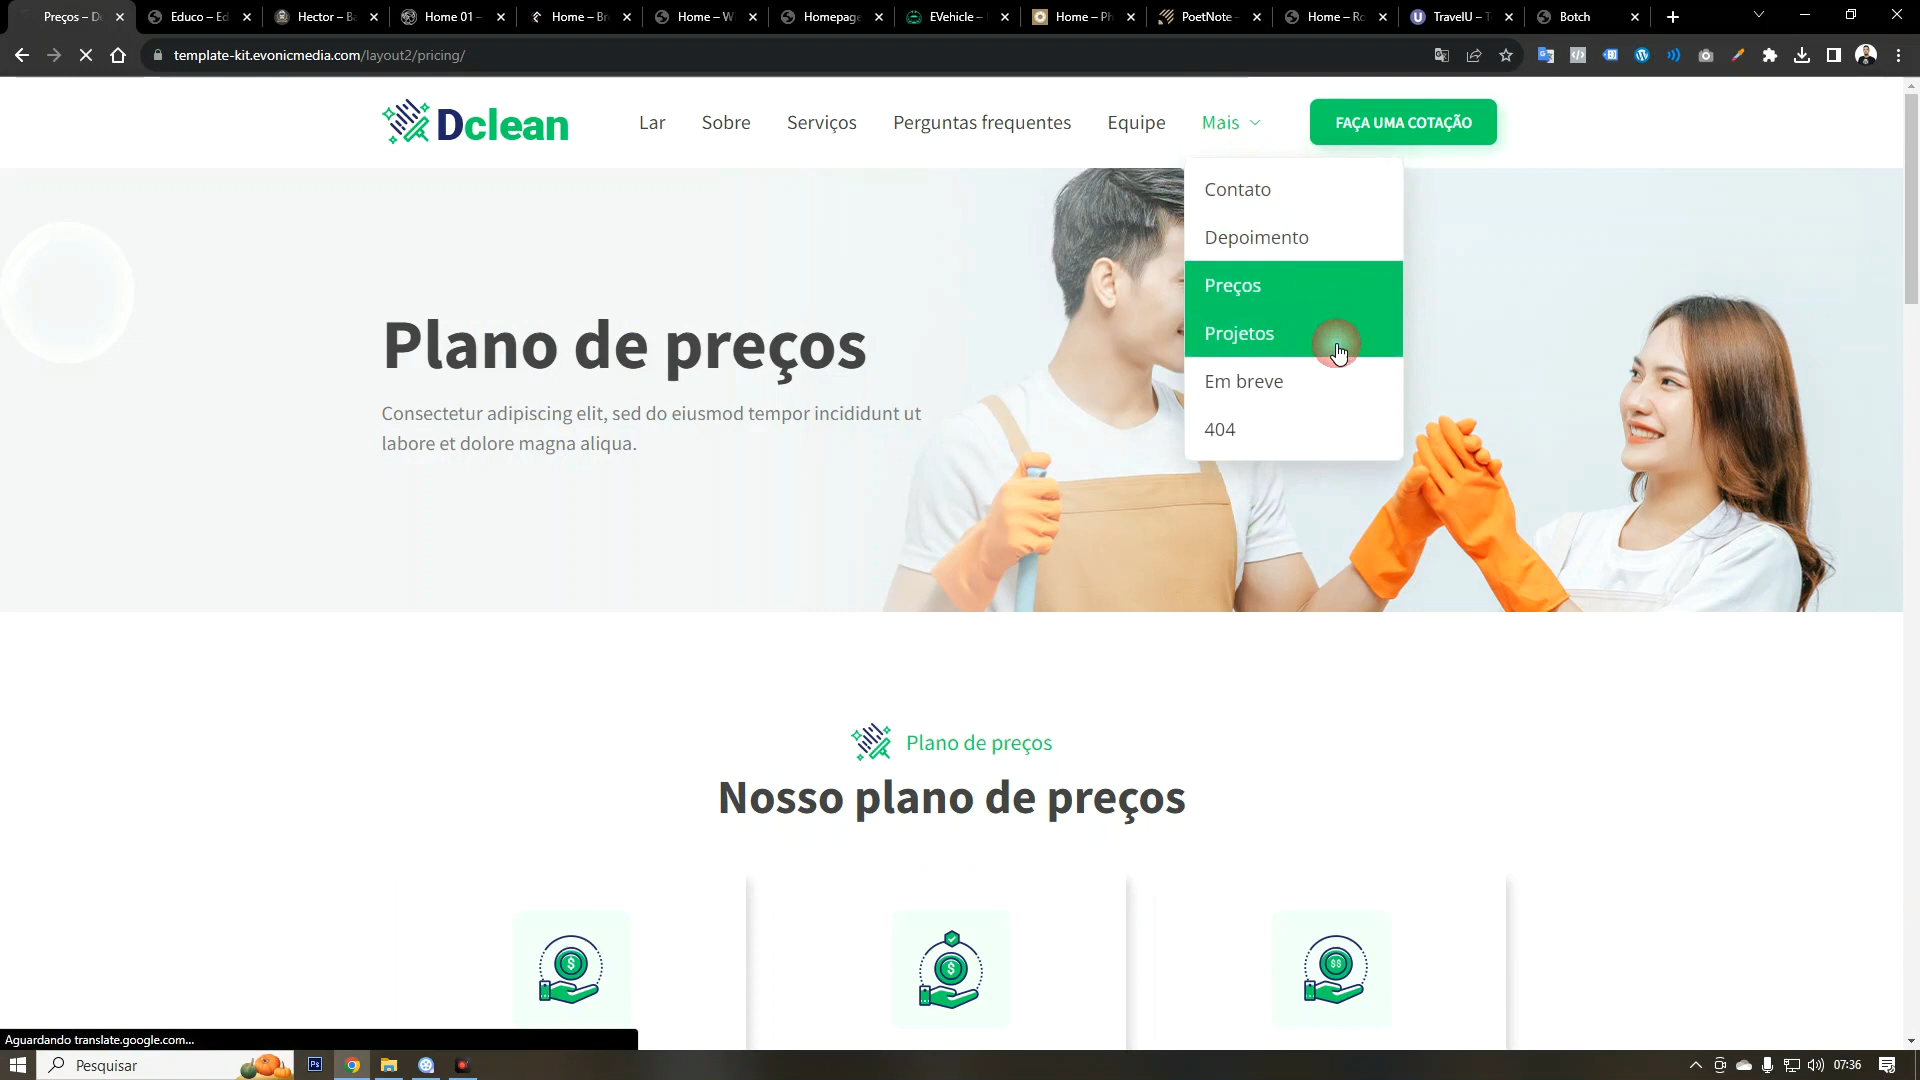 Preços – D
Educo – Ed
Hector – Ba
Home 01 –
Home – Br
Home – W
Homepage
EVehicle –
Home – Ph
PoetNote –
Home – Ro
TravelU – T
Botch
template-kit.evonicmedia.com/layout2/pricing/
Dclean
Lar
Sobre
Serviços
Perguntas frequentes
Equipe
Mais
FAÇA UMA COTAÇÃO
Contato
Depoimento
Preços
Projetos
Em breve
404
Plano de preços
Consectetur adipiscing elit, sed do eiusmod tempor incididunt ut
labore et dolore magna aliqua.
Plano de preços
Nosso plano de preços
Aguardando translate.google.com...
Pesquisar
Ps
07:36